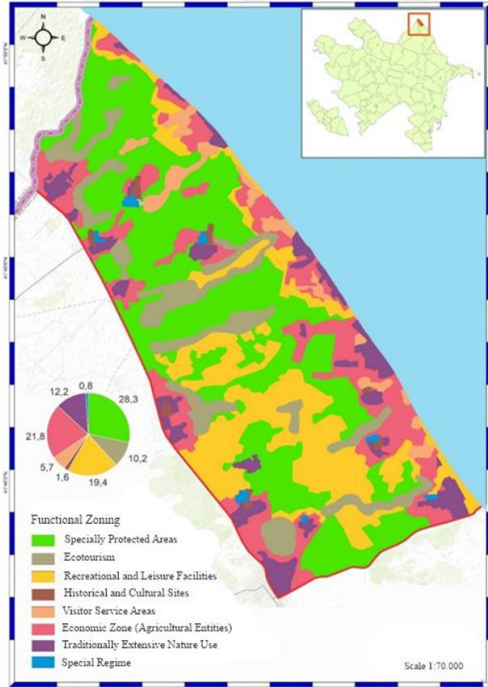 N
W E
S
0,8
12,2
28,3
21,8
10,2
5,7
1,6
19,4
Functional Zoning
Specially Protected Areas
Ecotourism
Recreational and Leisure Facilities
Historical and Cultural Sites
Visitor Service Areas
Economic Zone (Agricultural Entities)
Traditionally Extensive Nature Use
Special Regime
Scale 1:70.000